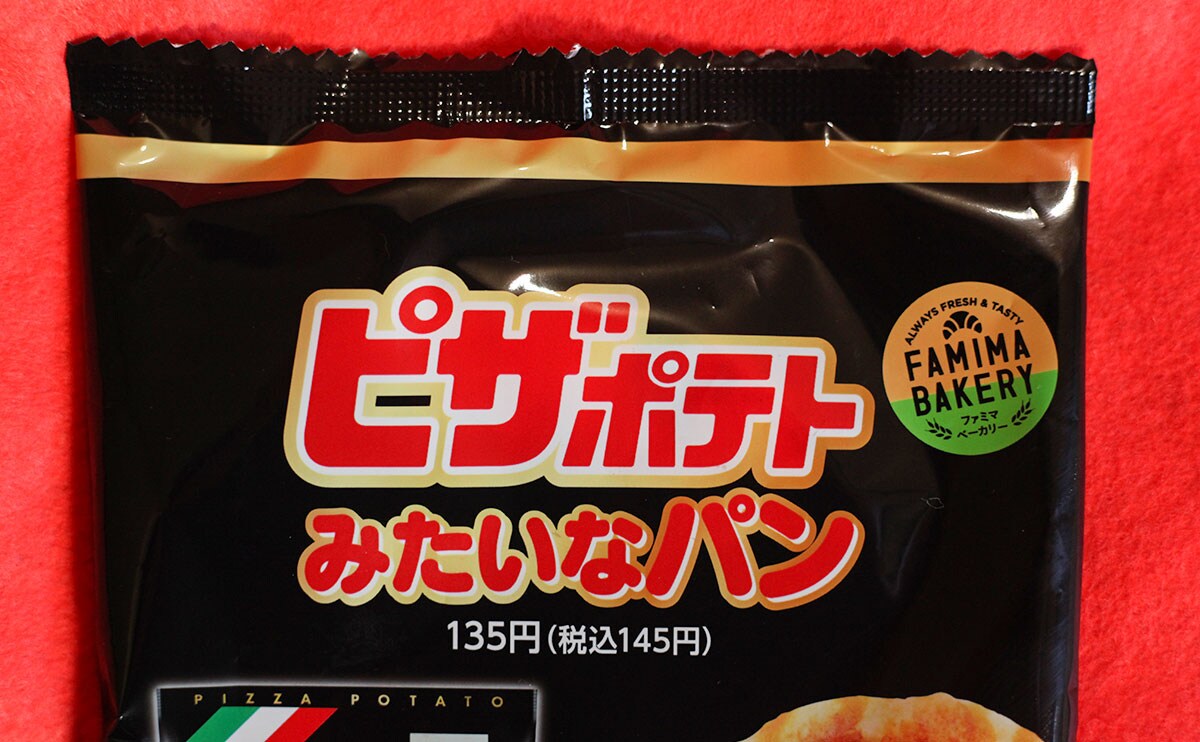 ピザポテト
みたいなパン
135円(税込145円)
ALWAYS FRESH & TASTY
FAMIMA
BAKERY
ファミマ
ベーカリー
PIZZA POTATO